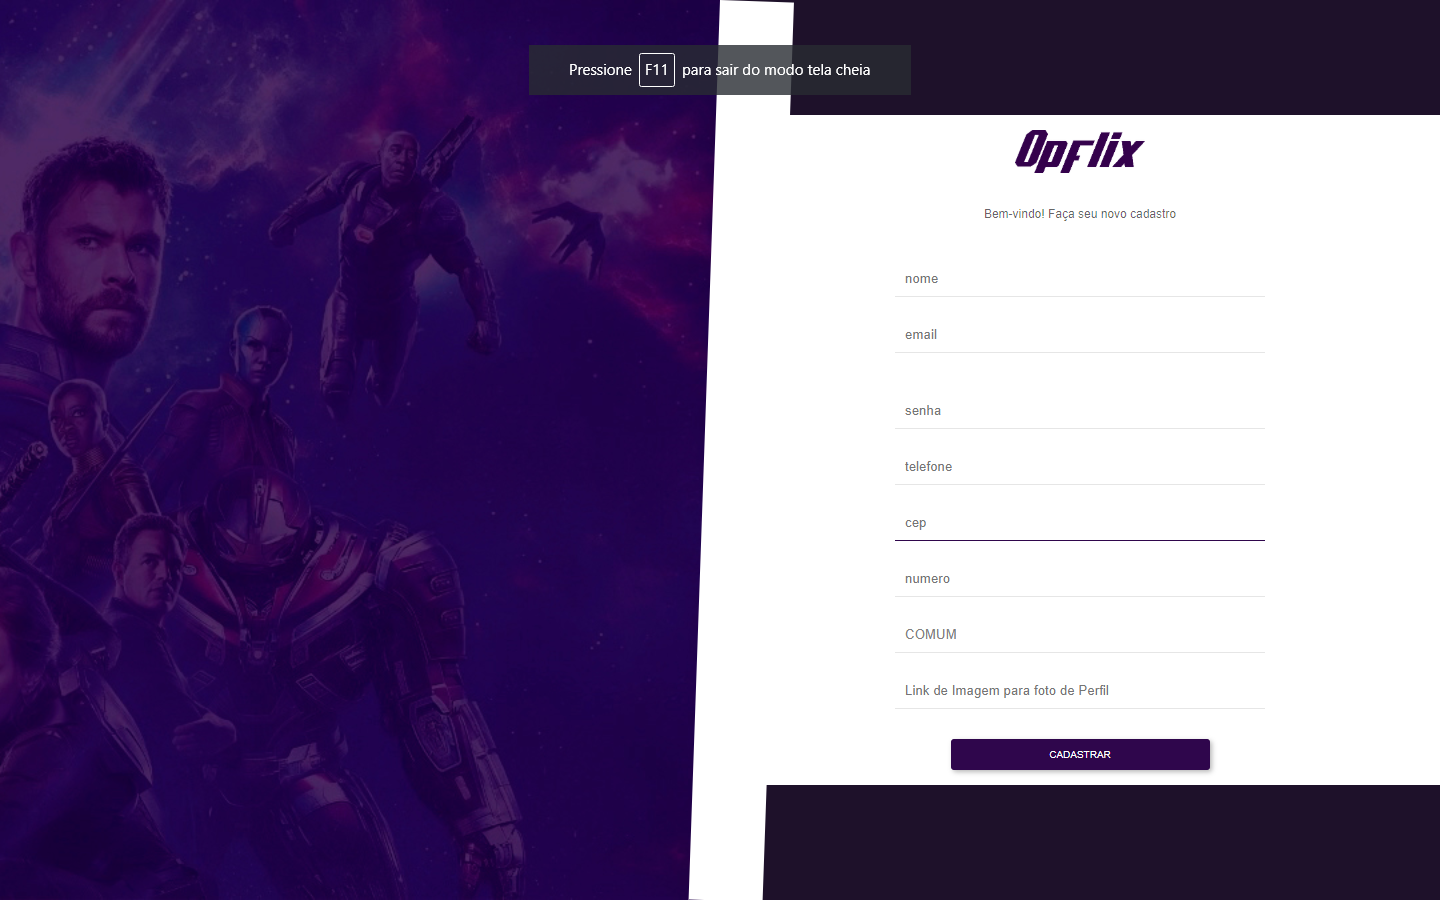 Pressione F11 para sair do modo tela cheia
Opflix
Bem-vindo! Faça seu novo cadastro
nome
email
senha
telefone
cep
numero
COMUM
Link de Imagem para foto de Perfil
CADASTRAR